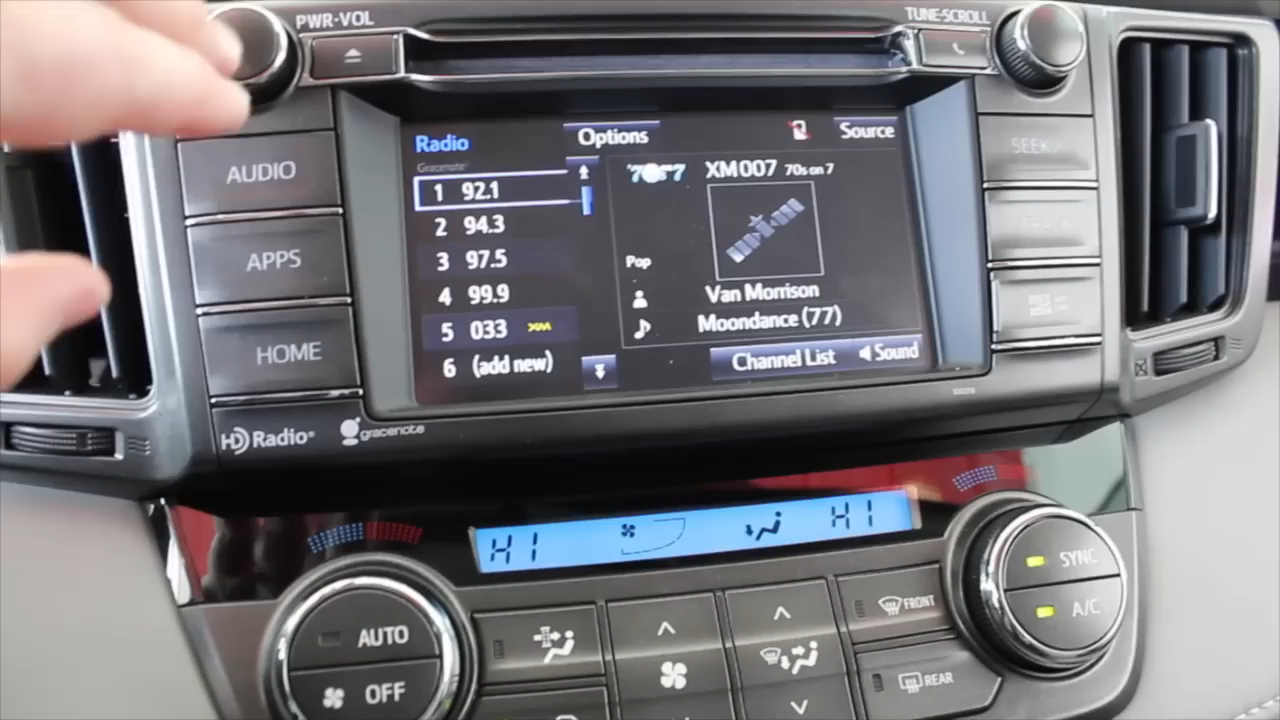 PWR-VOL
TUNE-SCROLL
AUDIO
APPS
HOME
HD Radio
gracenote
Radio
Options
Source
Gracenote
1 92.1
2 94.3
3 97.5
4 99.9
5 033 XM
6 (add new)
XM007 70s on 7
Pop
Van Morrison
Moondance (77)
Channel List
Sound
SEEK
HI
HI
AUTO
OFF
FRONT
REAR
SYNC
A/C